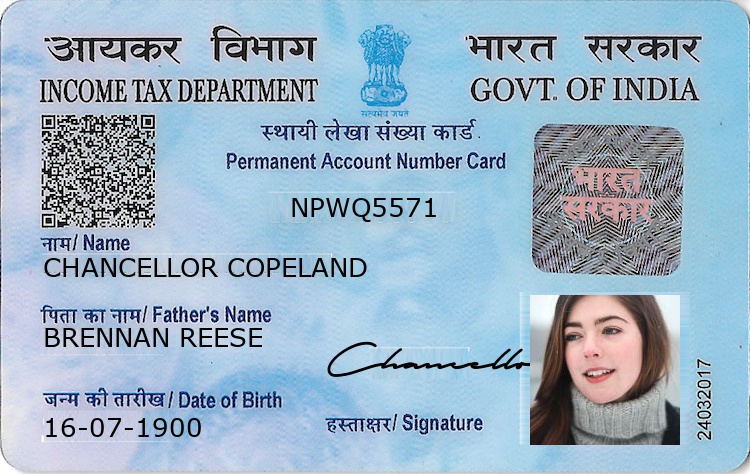 आयकर विभाग
INCOME TAX DEPARTMENT
भारत सरकार
GOVT. OF INDIA
सत्यमेव जयते
स्थायी लेखा संख्या कार्ड
Permanent Account Number Card
NPWQ5571
भारत
सरकार
नाम/ Name
CHANCELLOR COPELAND
पिता का नाम/ Father's Name
BRENNAN REESE
Chancello
जन्म की तारीख / Date of Birth
16-07-1900
हस्ताक्षर/ Signature
24032017